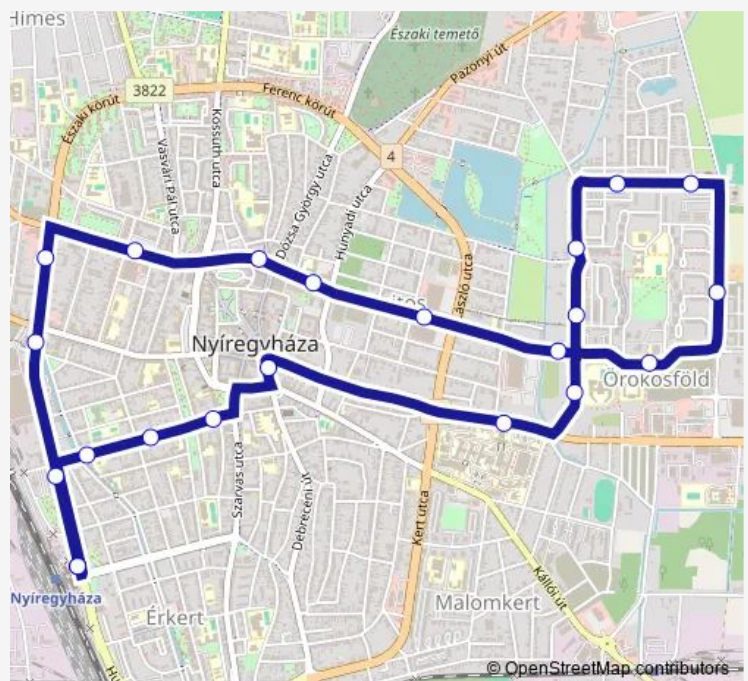 Himes
Északi temető
Pazonyi út
3822
Ferenc körút
Északi körút
Kossuth utca
4
Vasvári Pál utca
Dózsa György utca
Hunyadi utca
ászló utca
Nyíregyháza
Örökösföld
Szarvas utca
Debreceni út
Kert utca
Kállói út
Nyíregyháza
Érkert
Malomkert
© OpenStreetMap contributors